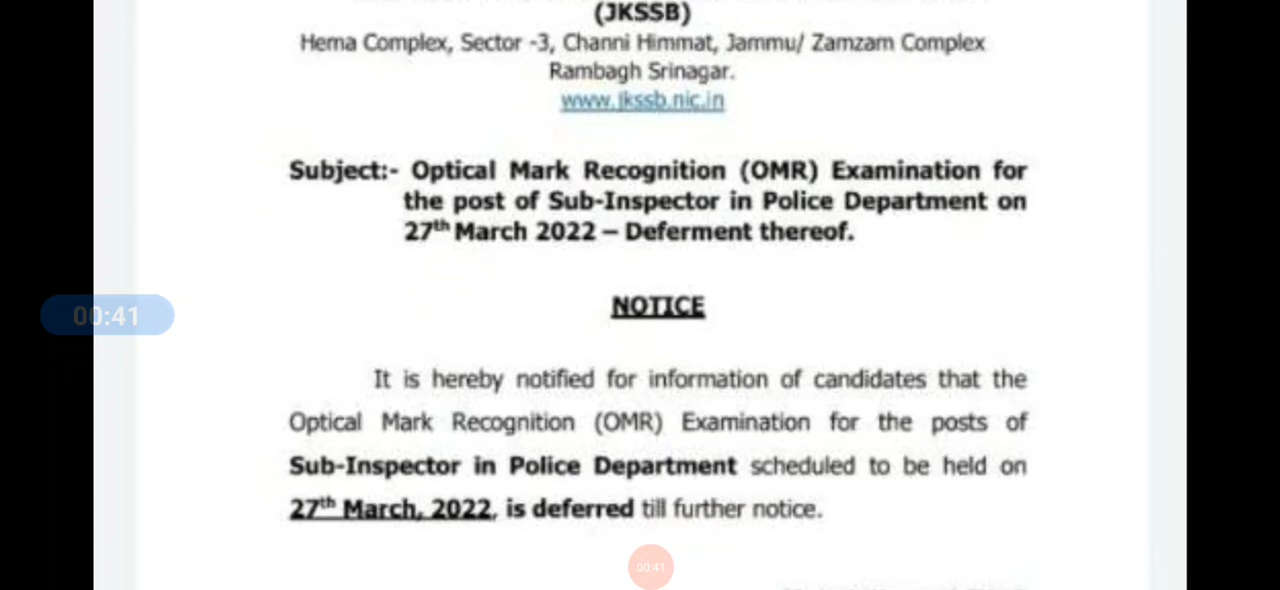 (JKSSB)
Hema Complex, Sector -3, Channi Himmat, Jammu/ Zamzam Complex
Rambagh Srinagar.
www.jkssb.nic.in
Subject:- Optical Mark Recognition (OMR) Examination for
the post of Sub-Inspector in Police Department on
27th March 2022 – Deferment thereof.
NOTICE
00:41
It is hereby notified for information of candidates that the
Optical Mark Recognition (OMR) Examination for the posts of
Sub-Inspector in Police Department scheduled to be held on
27th March, 2022, is deferred till further notice.
00:41